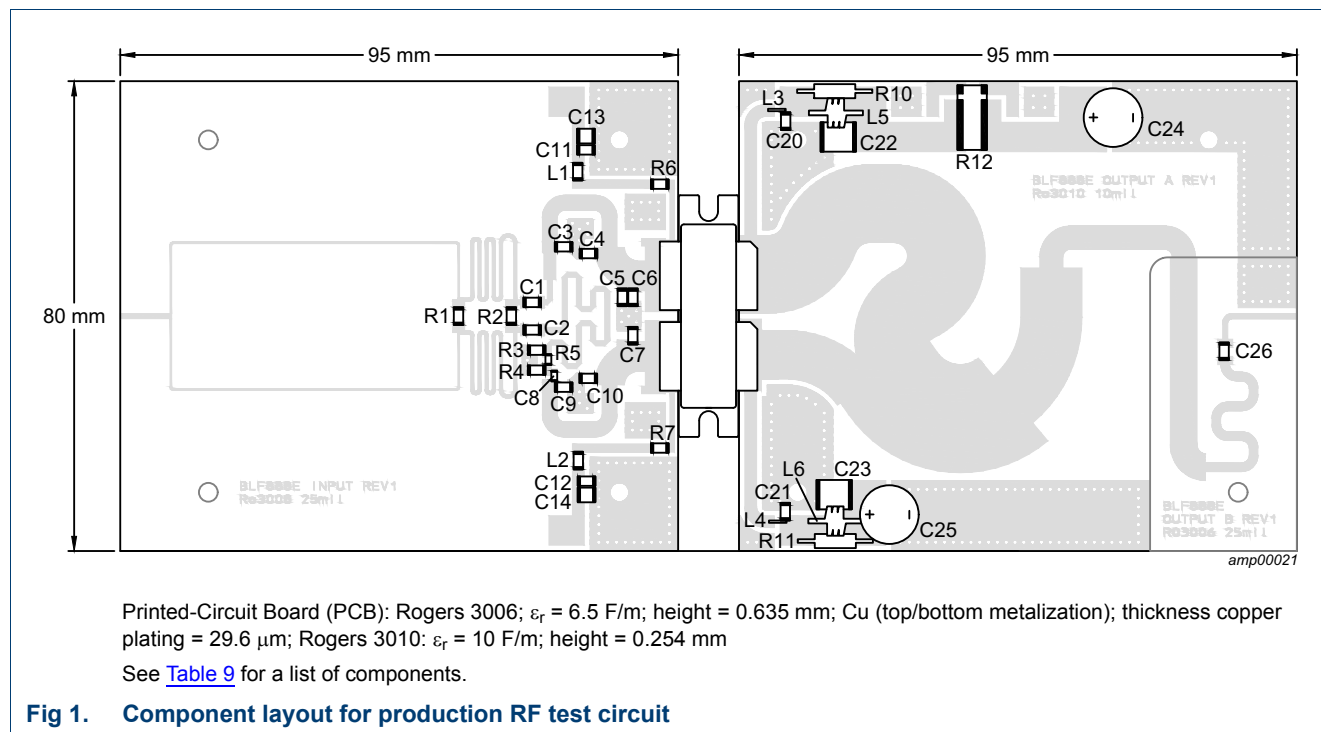 95 mm
95 mm
80 mm
C13
C11
L1
R6
C3
C4
C5
C6
C1
R1
R2
C2
C7
R3
R5
R4
C8
C9
C10
R7
L2
C12
C14
BLF888E INPUT REV1
Ro3006 25mil
L3
R10
L5
C20
C22
R12
C24
BLF888E OUTPUT A REV1
Ro3010 10mil
C26
L6
C23
C21
L4
C25
R11
BLF888E
OUTPUT B REV1
RO3006 25mil
amp00021
Printed-Circuit Board (PCB): Rogers 3006; εr = 6.5 F/m; height = 0.635 mm; Cu (top/bottom metalization); thickness copper
plating = 29.6 μm; Rogers 3010: εr = 10 F/m; height = 0.254 mm
See Table 9 for a list of components.
Fig 1. Component layout for production RF test circuit